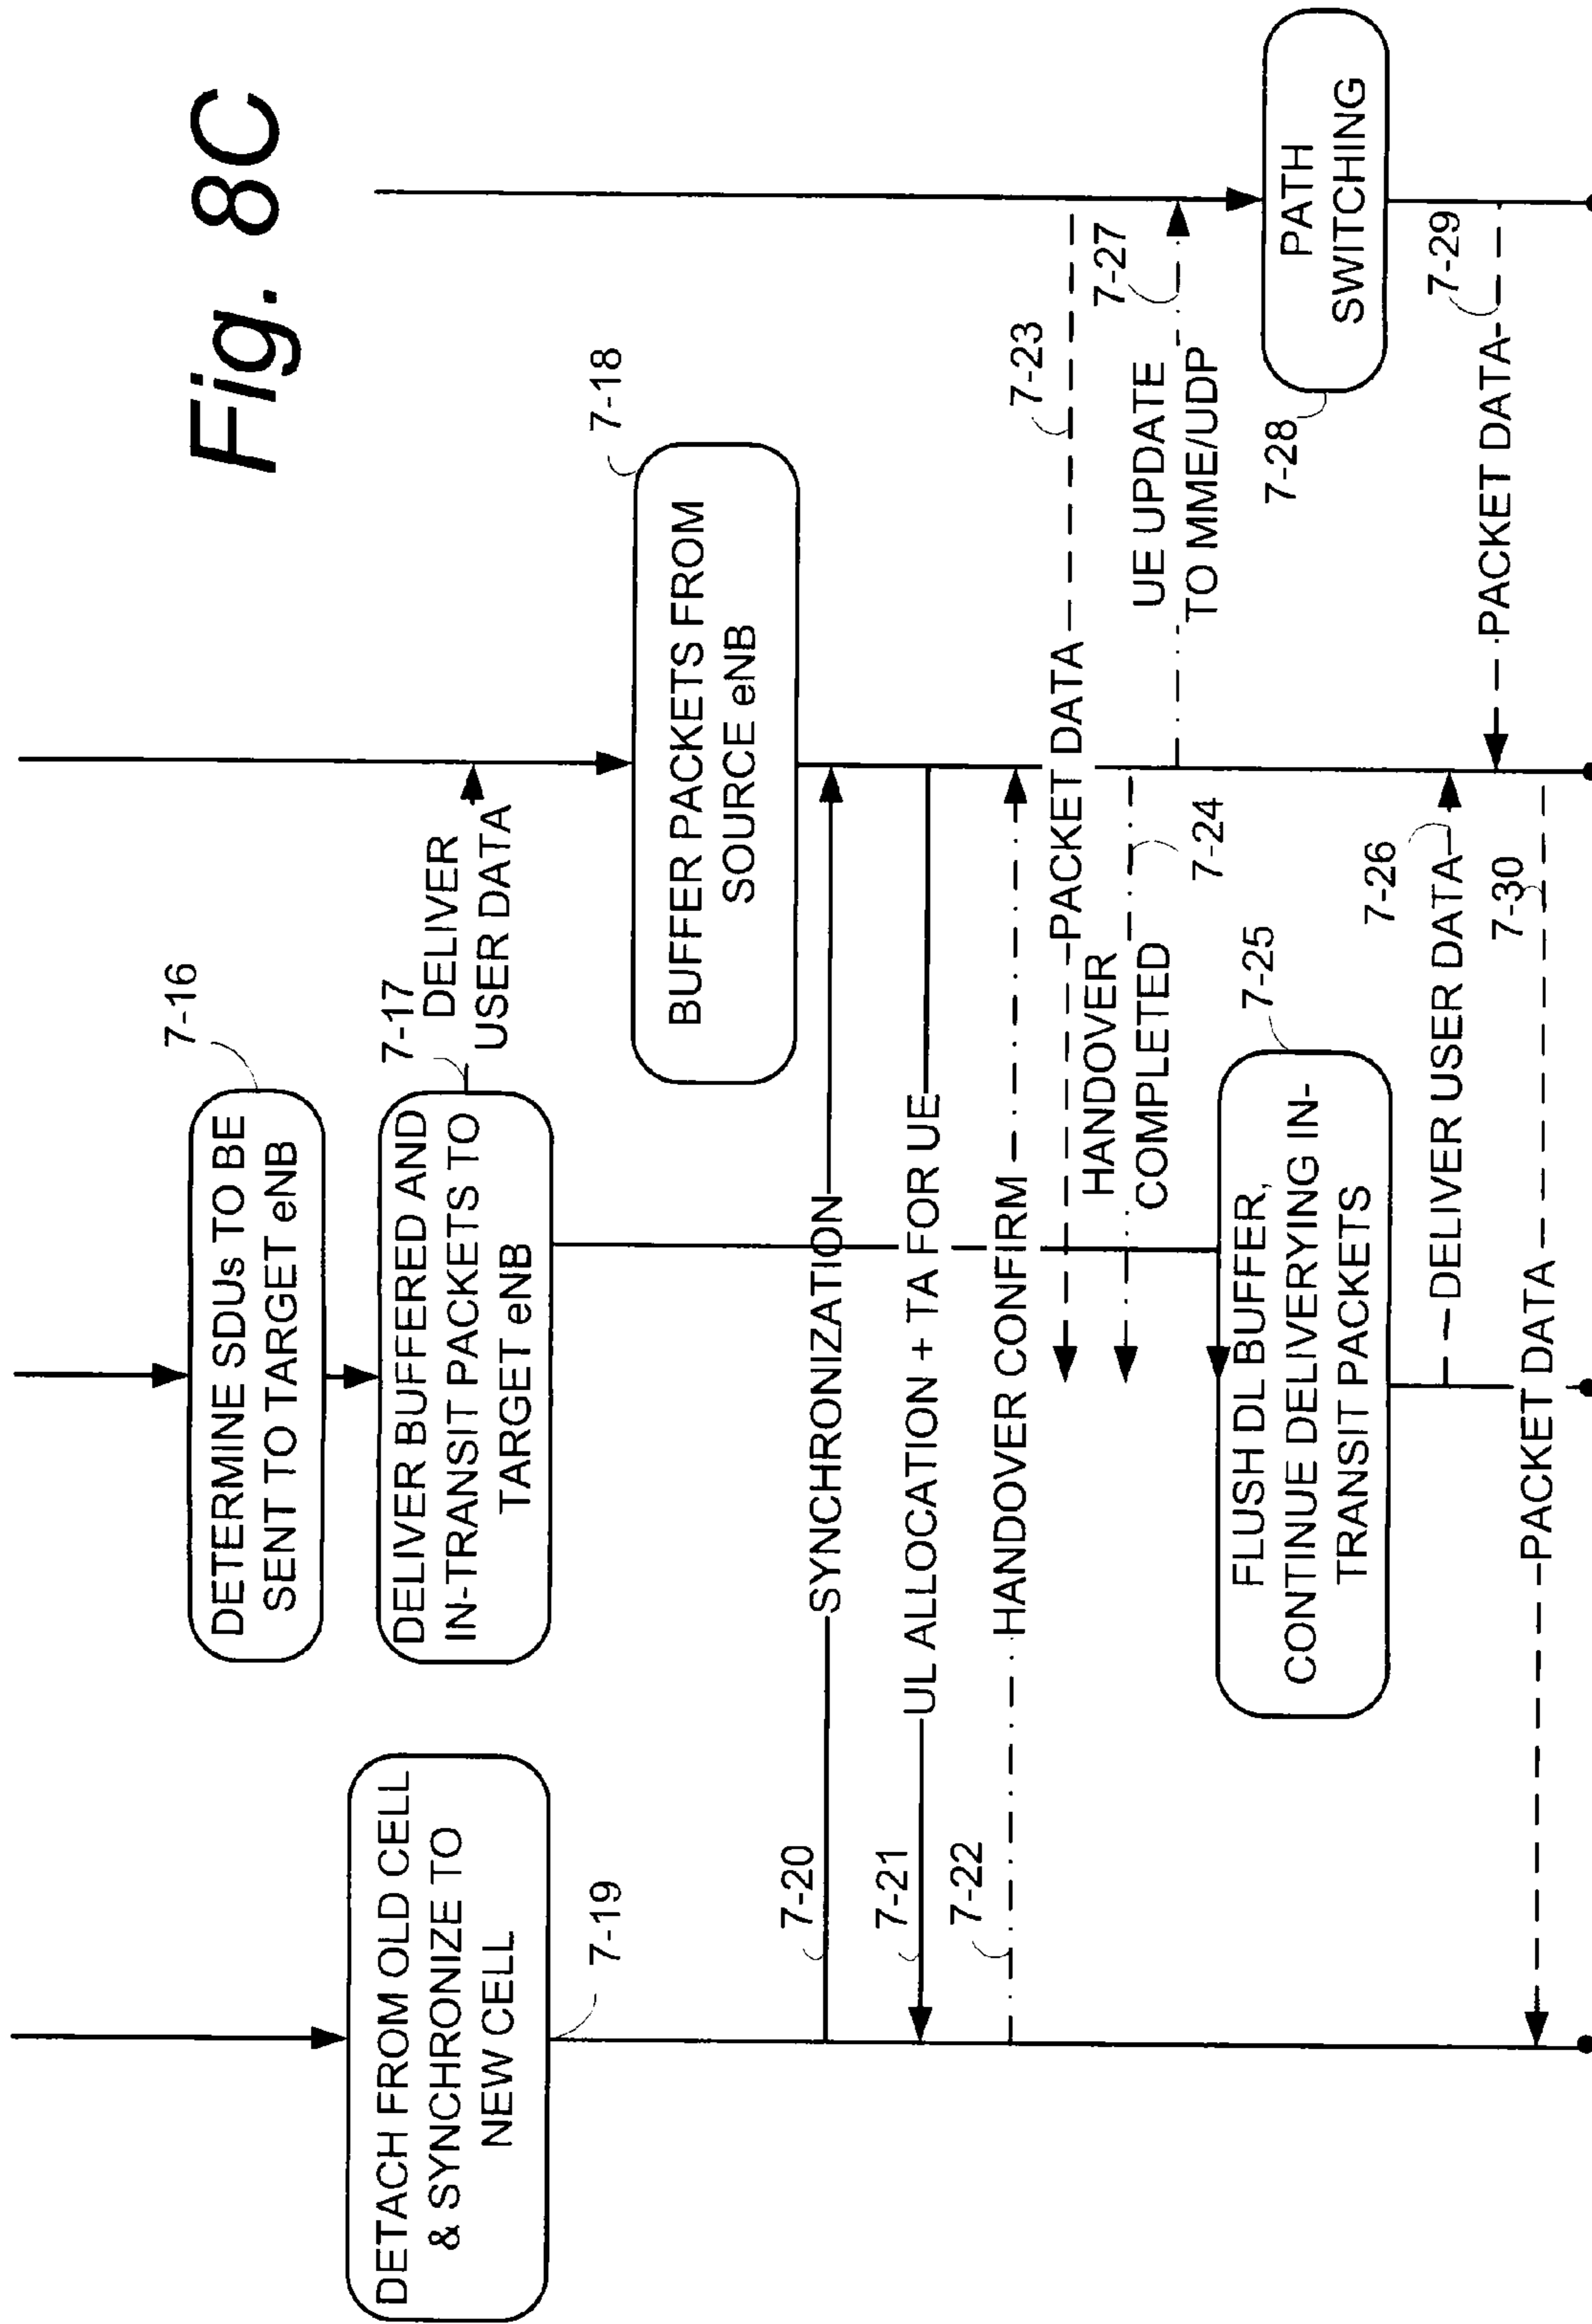 Fig. 8C
7-16
DETERMINE SDUs TO BE
SENT TO TARGET eNB
7-17
DELIVER BUFFERED AND
IN-TRANSIT PACKETS TO
TARGET eNB
DELIVER
USER DATA
7-18
BUFFER PACKETS FROM
SOURCE eNB
DETACH FROM OLD CELL
& SYNCHRONIZE TO
NEW CELL
7-19
7-20
SYNCHRONIZATION
7-21
UL ALLOCATION + TA FOR UE
7-22
HANDOVER CONFIRM
PACKET DATA
7-23
HANDOVER
COMPLETED
7-24
7-25
FLUSH DL BUFFER,
CONTINUE DELIVERYING IN-
TRANSIT PACKETS
UE UPDATE
TO MME/UDP
7-27
PATH
SWITCHING
7-28
DELIVER USER DATA
7-26
PACKET DATA
7-29
PACKET DATA
7-30